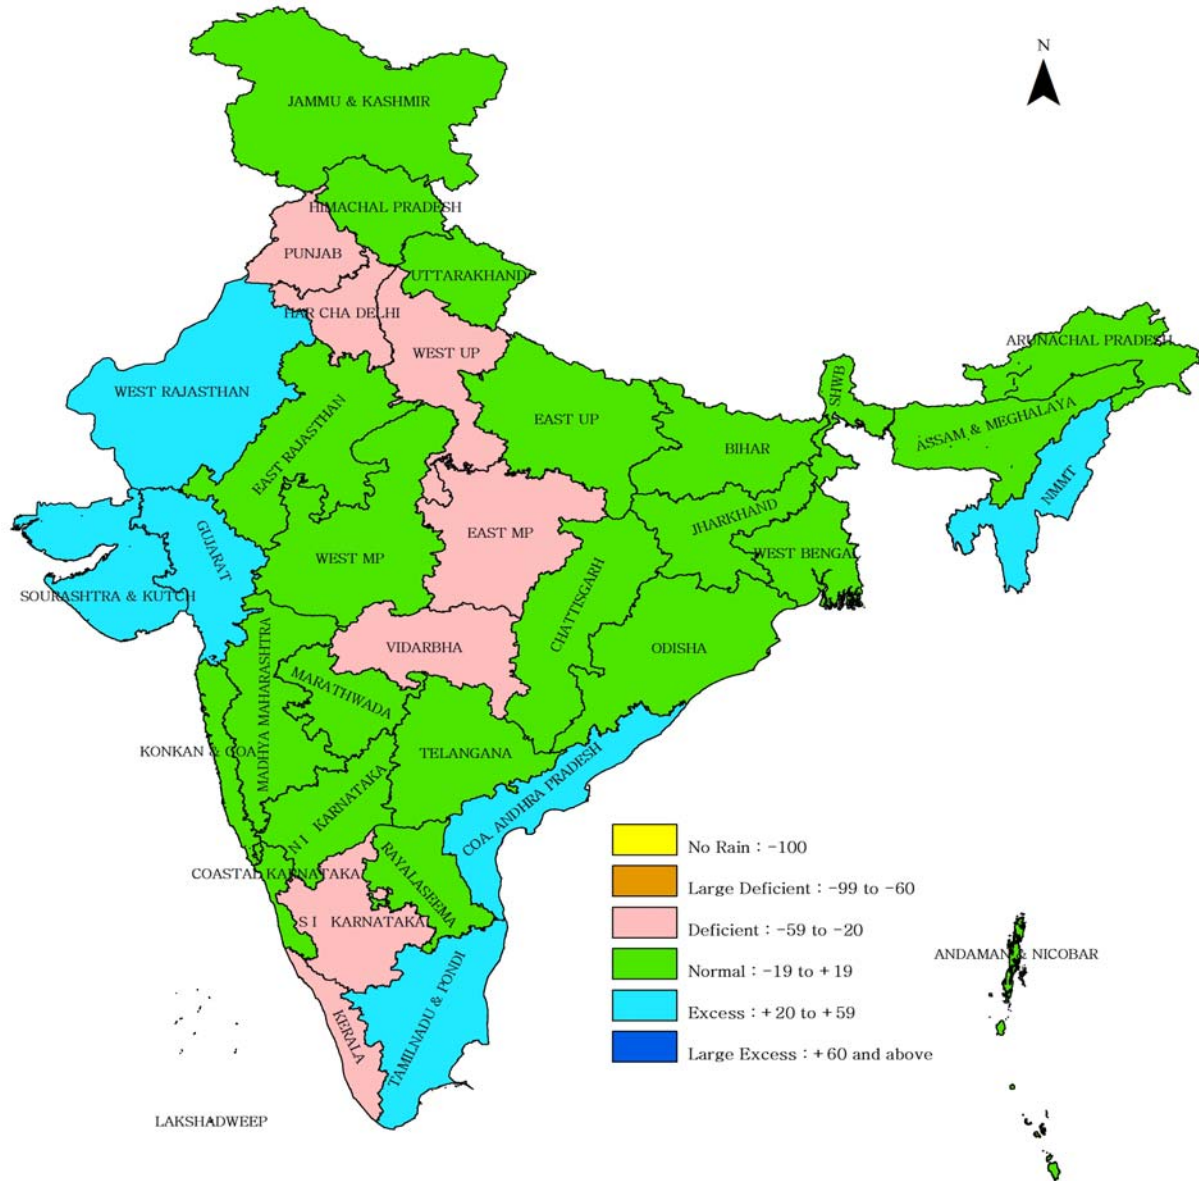 N
JAMMU & KASHMIR
HIMACHAL PRADESH
PUNJAB
UTTARAKHAND
HAR CHA DELHI
WEST UP
ARUNACHAL PRADESH
SHWB
WEST RAJASTHAN
EAST RAJASTHAN
EAST UP
ASSAM & MEGHALAYA
BIHAR
NMMT
GUJARAT
JHARKHAND
EAST MP
WEST MP
WEST BENGAL
SOURASHTRA & KUTCH
CHATTISGARH
VIDARBHA
ODISHA
MADHYA MAHARASHTRA
MARATHWADA
KONKAN & GOA
TELANGANA
COA. ANDHRA PRADESH
N I KARNATAKA
No Rain : -100
COASTAL KARNATAKA
RAYALASEEMA
Large Deficient : -99 to -60
S I KARNATAKA
Deficient : -59 to -20
ANDAMAN & NICOBAR
Normal : -19 to +19
Excess : +20 to +59
KERALA
TAMILNADU & PONDI
Large Excess : +60 and above
LAKSHADWEEP